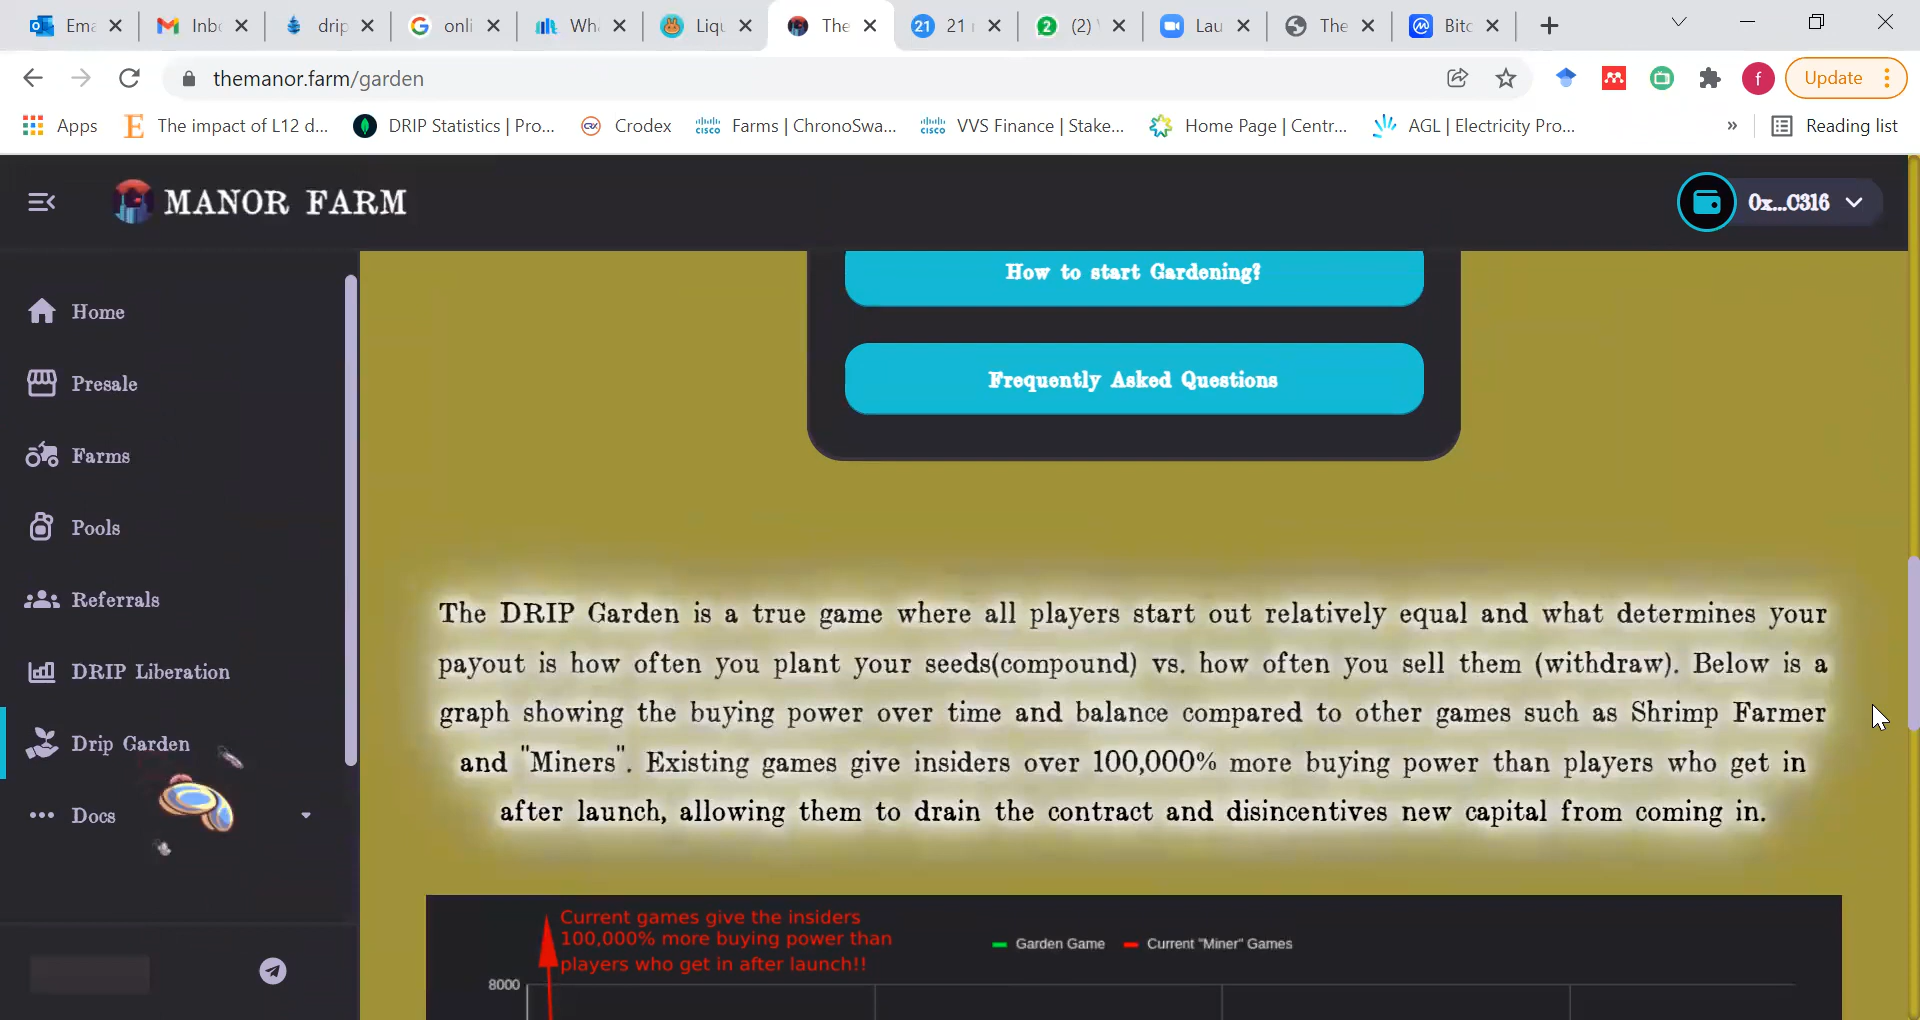 Ema
Inbo
drip
onli
Wha
Liqu
The
21 r
(2)
Lau
The
Bitc
themanor.farm/garden
f
Update
Apps
The impact of L12 d...
DRIP Statistics | Pro...
Crodex
Farms | ChronoSwa...
VVS Finance | Stake...
Home Page | Centr...
AGL | Electricity Pro...
»
Reading list
MANOR FARM
0x...C316
Home
Presale
Farms
Pools
Referrals
DRIP Liberation
Drip Garden
Docs
How to start Gardening?
Frequently Asked Questions
The DRIP Garden is a true game where all players start out relatively equal and what determines your
payout is how often you plant your seeds(compound) vs. how often you sell them (withdraw). Below is a
graph showing the buying power over time and balance compared to other games such as Shrimp Farmer
and "Miners". Existing games give insiders over 100,000% more buying power than players who get in
after launch, allowing them to drain the contract and disincentives new capital from coming in.
Current games give the insiders
100,000% more buying power than
players who get in after launch!!
Garden Game
Current "Miner" Games
8000